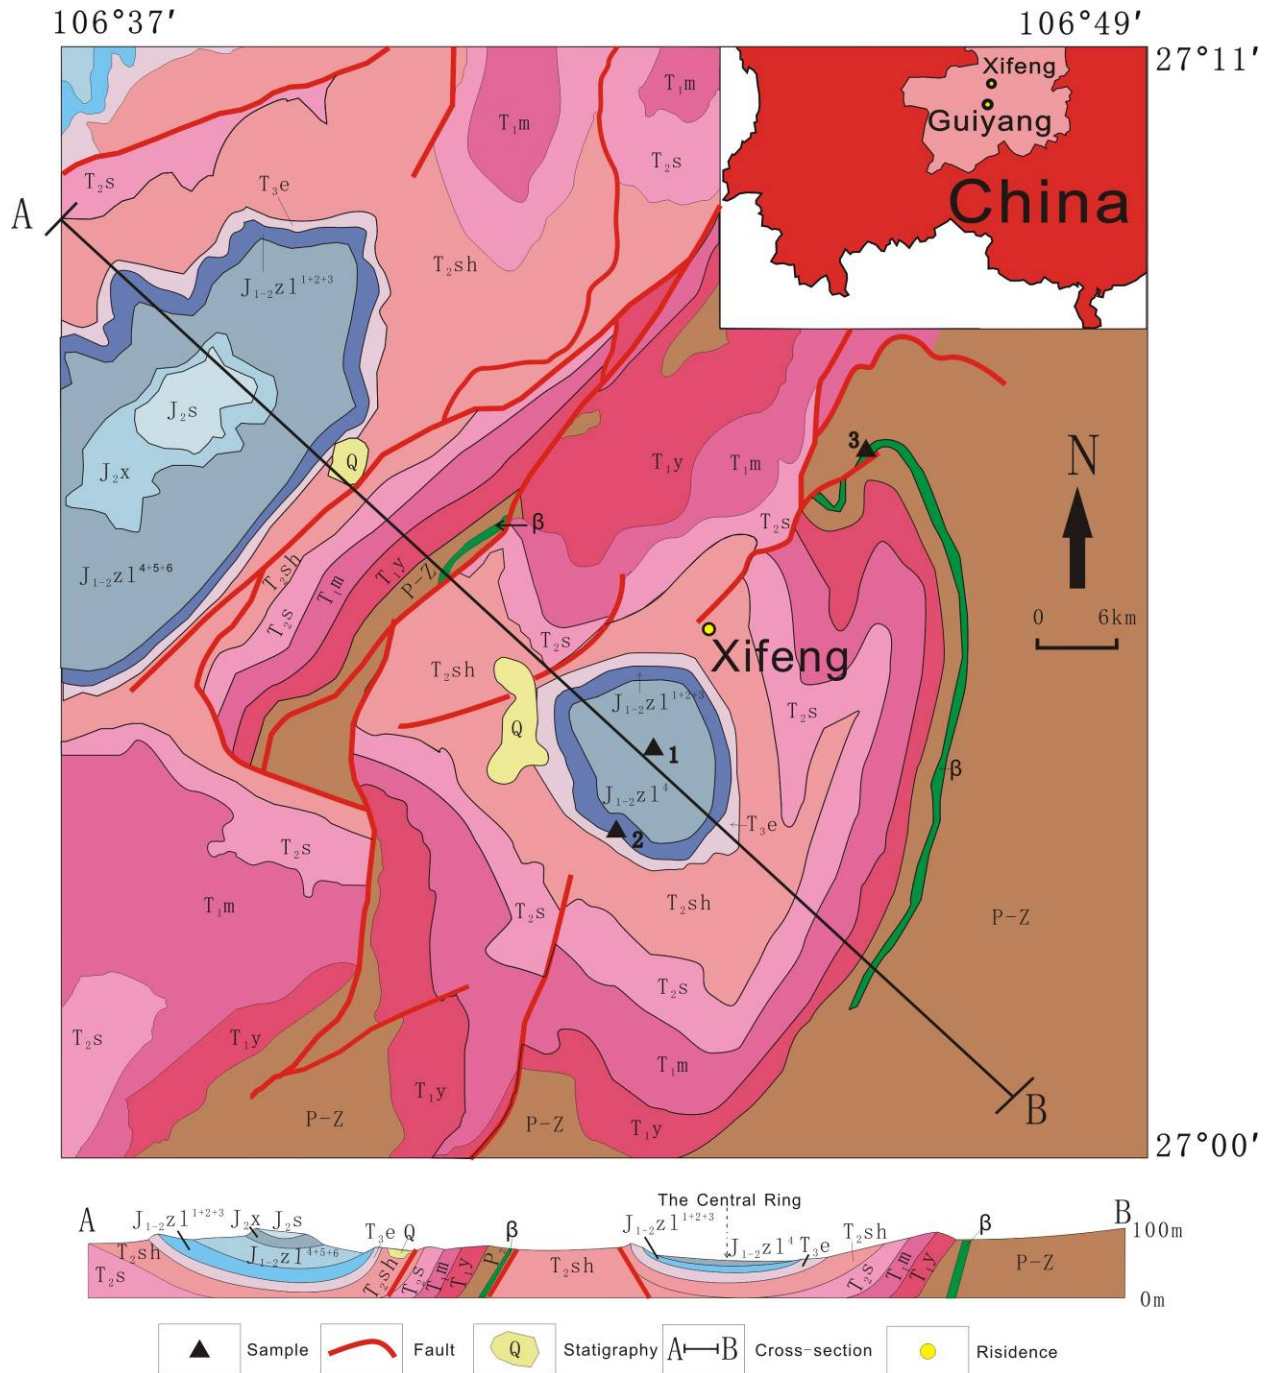 106°37′
106°49′
27°11′
Xifeng
Guiyang
China
T₁m
T₁m
T₂s
T₂s
T₃e
A
T₂sh
J₁₋₂zl¹⁺²⁺³
J₂s
J₂x
Q
T₁y
T₁m
3
N
T₂s
β
J₁₋₂zl⁴⁺⁵⁺⁶
T₂sh
T₂s
T₁m
T₁y
P-Z
0 6km
Xifeng
T₂s
T₂sh
J₁₋₂zl¹⁺²⁺³
T₂s
Q
1
β
J₁₋₂zl⁴
2
T₃e
T₂s
T₁m
T₂sh
T₂s
P-Z
T₂s
T₂s
T₁y
T₁m
T₁y
B
P-Z
P-Z
T₁y
27°00′
A
J₁₋₂zl¹⁺²⁺³
J₂x
J₂s
T₃e
Q
β
The Central Ring
J₁₋₂zl¹⁺²⁺³
J₁₋₂zl⁴
T₃e
T₂sh
β
B
100m
T₂sh
J₁₋₂zl⁴⁺⁵⁺⁶
T₂s
T₂sh
T₂s
T₁m
T₁y
T₂sh
T₂s
T₁m
T₁y
P-Z
0m
Sample
Fault
Q
Statigraphy
A B
Cross-section
Risidence